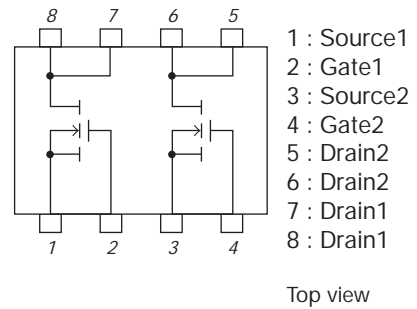 8 7 6 5
1 : Source1
2 : Gate1
3 : Source2
4 : Gate2
5 : Drain2
6 : Drain2
7 : Drain1
8 : Drain1
1 2 3 4
Top view